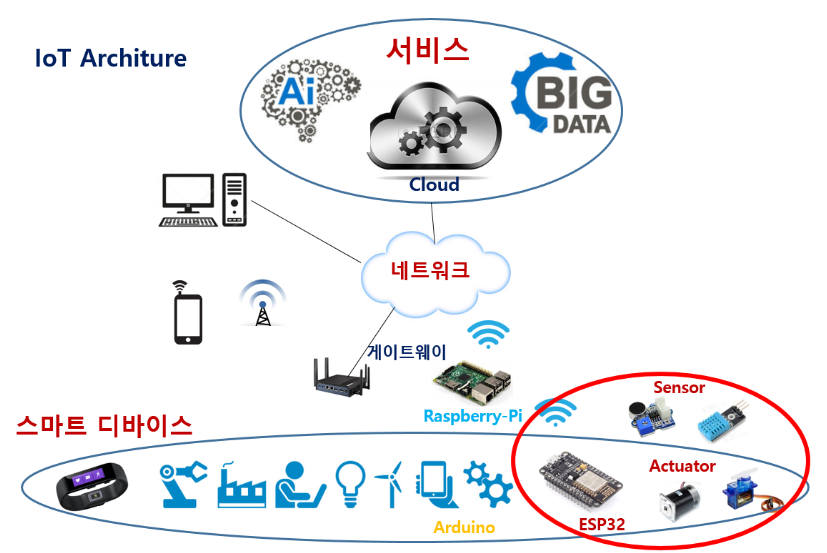 IoT Architure
서비스
Ai
BIG
DATA
Cloud
네트워크
게이트웨이
Raspberry-Pi
Sensor
스마트 디바이스
Actuator
Arduino
ESP32